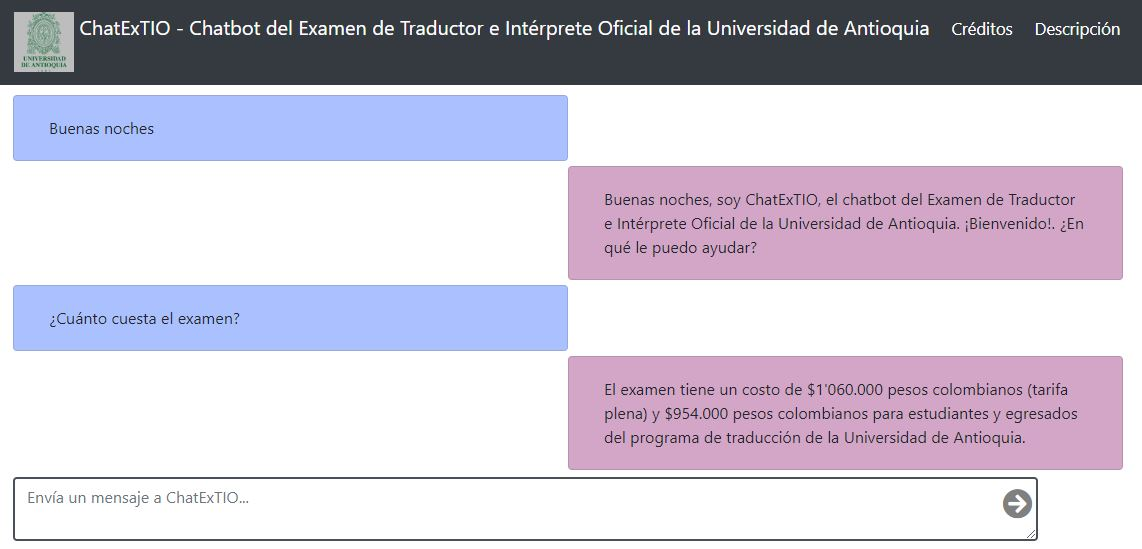 UNIVERSIDAD
DE ANTIOQUIA
ChatExTIO - Chatbot del Examen de Traductor e Intérprete Oficial de la Universidad de Antioquia
Créditos
Descripción
Buenas noches
Buenas noches, soy ChatExTIO, el chatbot del Examen de Traductor
e Intérprete Oficial de la Universidad de Antioquia. ¡Bienvenido!. ¿En
qué le puedo ayudar?
¿Cuánto cuesta el examen?
El examen tiene un costo de $1'060.000 pesos colombianos (tarifa
plena) y $954.000 pesos colombianos para estudiantes y egresados
del programa de traducción de la Universidad de Antioquia.
Envía un mensaje a ChatExTIO...